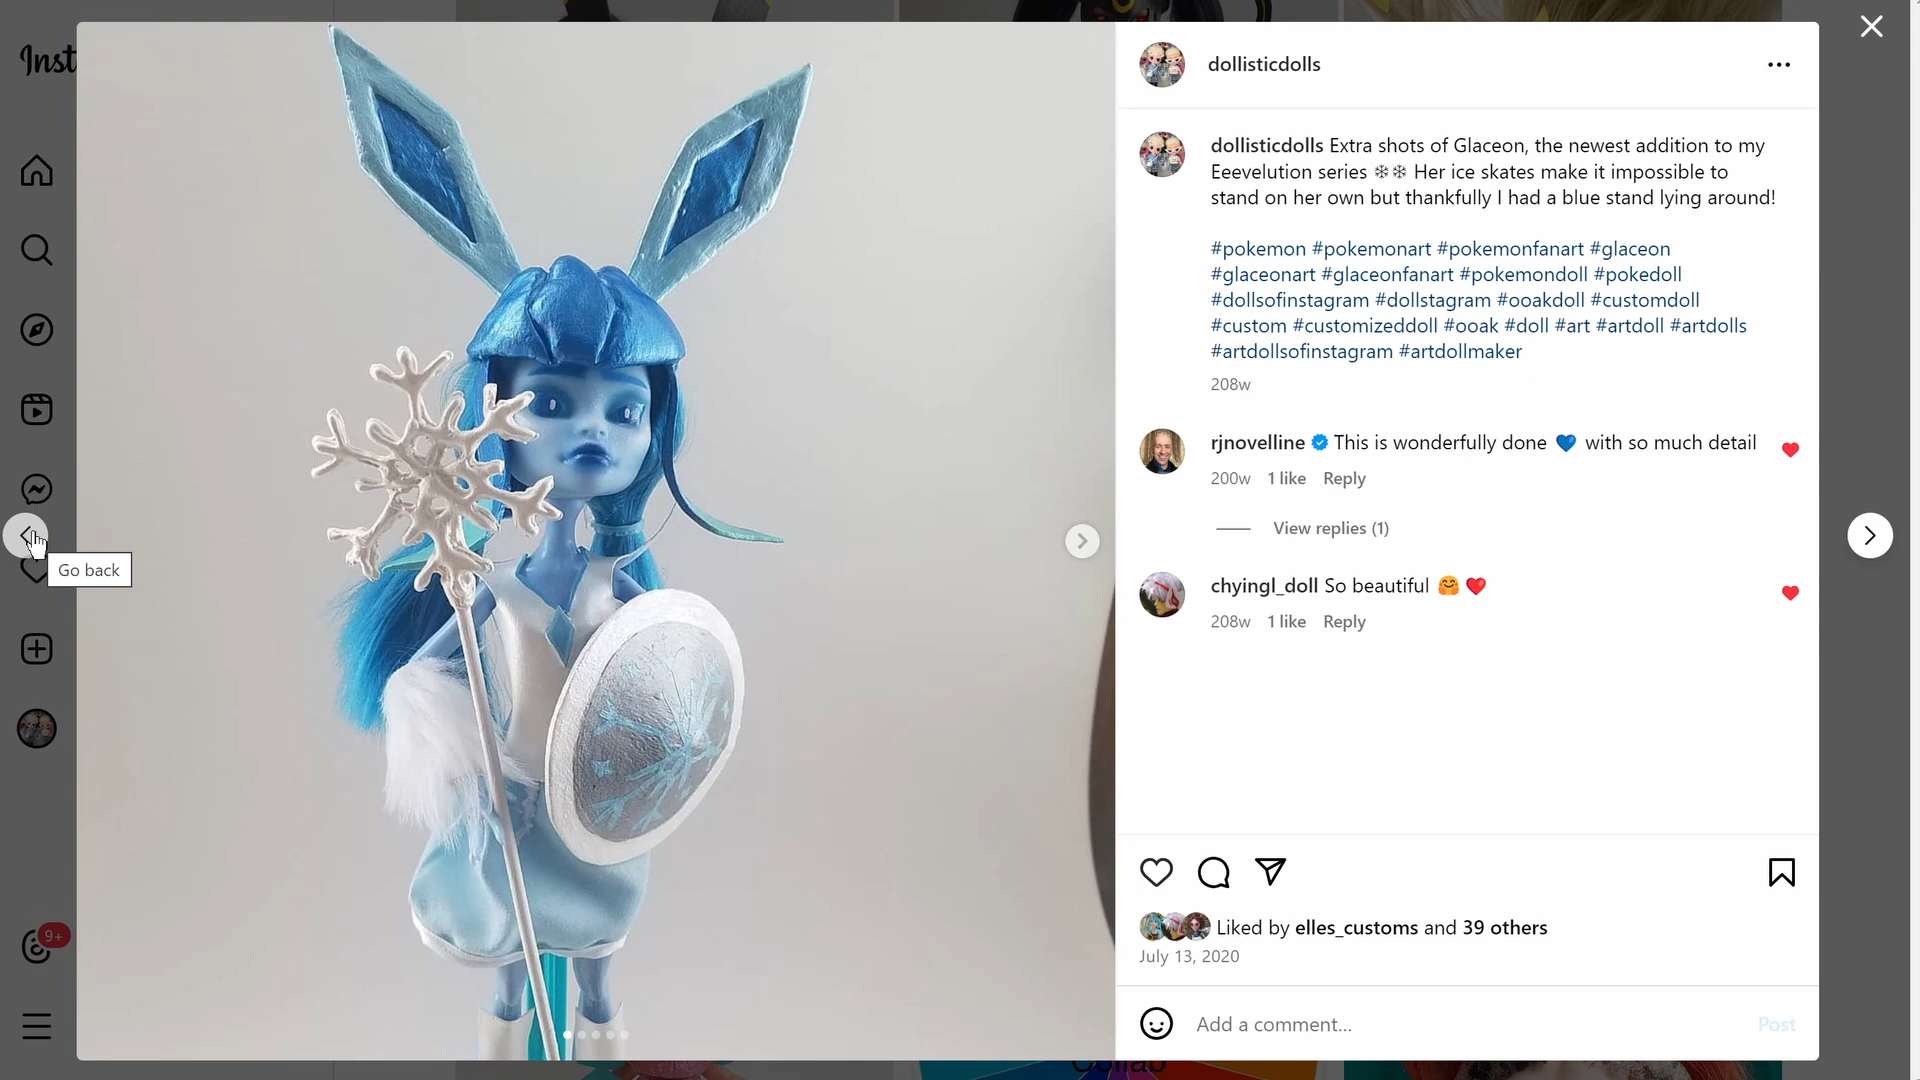 Inst
dollisticdolls
dollisticdolls Extra shots of Glaceon, the newest addition to my
Eeevelution series ❄❄ Her ice skates make it impossible to
stand on her own but thankfully I had a blue stand lying around!
#pokemon #pokemonart #pokemonfanart #glaceon
#glaceonart #glaceonfanart #pokemondoll #pokedoll
#dollsofinstagram #dollstagram #ooakdoll #customdoll
#custom #customizeddoll #ooak #doll #art #artdoll #artdolls
#artdollsofinstagram #artdollmaker
208w
rjnovelline This is wonderfully done 💙 with so much detail
200w 1 like Reply
View replies (1)
chyingl_doll So beautiful 🤗❤️
208w 1 like Reply
Go back
9+
Liked by elles_customs and 39 others
July 13, 2020
Add a comment...
Post
Collab